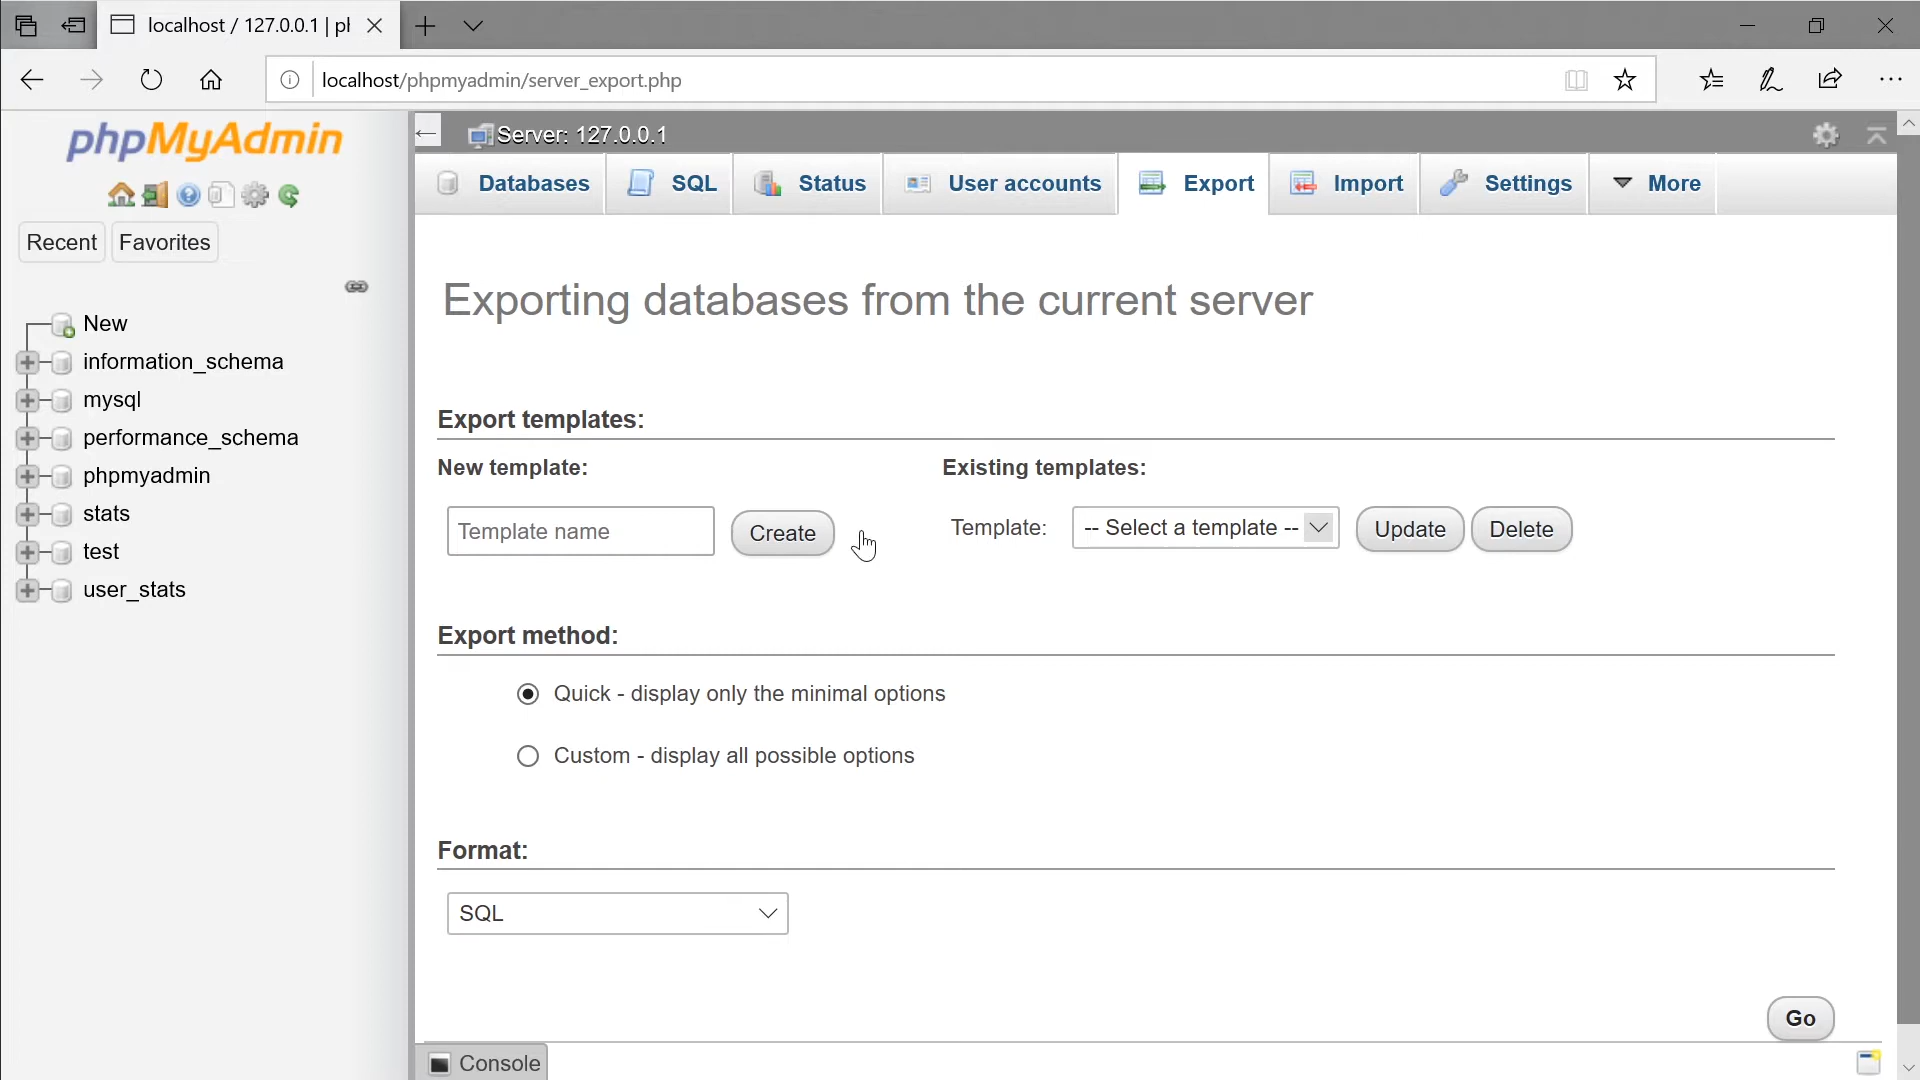 localhost / 127.0.0.1 | pl
localhost/phpmyadmin/server_export.php
phpMyAdmin
Recent Favorites
New
information_schema
mysql
performance_schema
phpmyadmin
stats
test
user_stats
Server: 127.0.0.1
Databases SQL Status User accounts Export Import Settings More
Exporting databases from the current server
Export templates:
New template: Existing templates:
Template name Create Template: -- Select a template -- Update Delete
Export method:
Quick - display only the minimal options
Custom - display all possible options
Format:
SQL
Go
Console